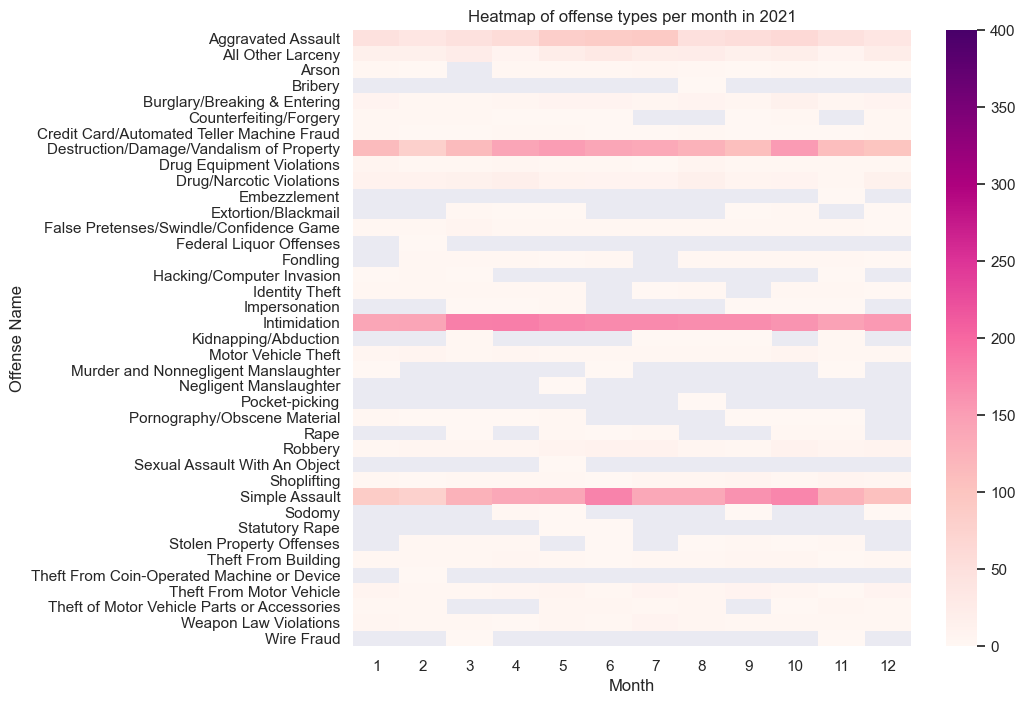 Heatmap of offense types per month in 2021
Offense Name
Aggravated Assault
All Other Larceny
Arson
Bribery
Burglary/Breaking & Entering
Counterfeiting/Forgery
Credit Card/Automated Teller Machine Fraud
Destruction/Damage/Vandalism of Property
Drug Equipment Violations
Drug/Narcotic Violations
Embezzlement
Extortion/Blackmail
False Pretenses/Swindle/Confidence Game
Federal Liquor Offenses
Fondling
Hacking/Computer Invasion
Identity Theft
Impersonation
Intimidation
Kidnapping/Abduction
Motor Vehicle Theft
Murder and Nonnegligent Manslaughter
Negligent Manslaughter
Pocket-picking
Pornography/Obscene Material
Rape
Robbery
Sexual Assault With An Object
Shoplifting
Simple Assault
Sodomy
Statutory Rape
Stolen Property Offenses
Theft From Building
Theft From Coin-Operated Machine or Device
Theft From Motor Vehicle
Theft of Motor Vehicle Parts or Accessories
Weapon Law Violations
Wire Fraud
1 2 3 4 5 6 7 8 9 10 11 12
Month
400
350
300
250
200
150
100
50
0